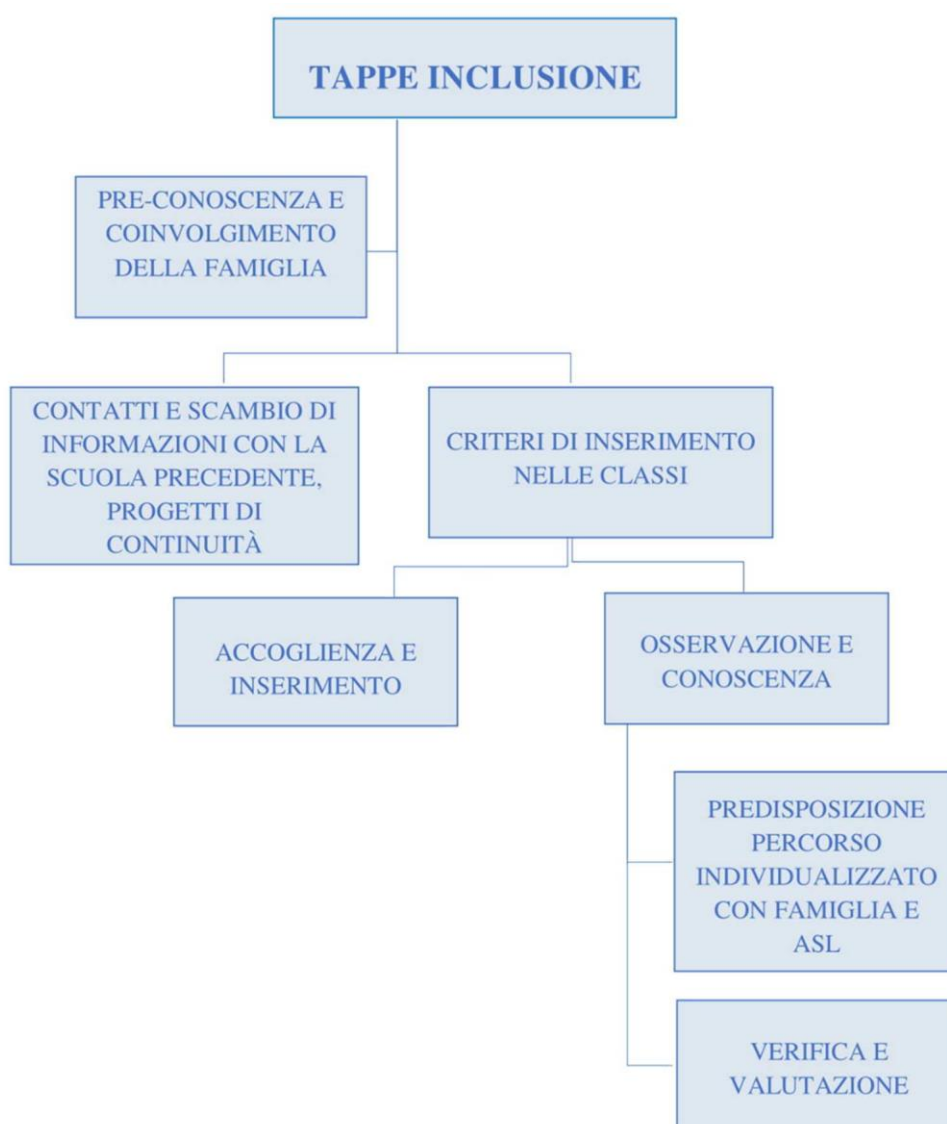 TAPPE INCLUSIONE
PRE-CONOSCENZA E
COINVOLGIMENTO
DELLA FAMIGLIA
CONTATTI E SCAMBIO DI
INFORMAZIONI CON LA
SCUOLA PRECEDENTE,
PROGETTI DI
CONTINUITÀ
CRITERI DI INSERIMENTO
NELLE CLASSI
ACCOGLIENZA E
INSERIMENTO
OSSERVAZIONE E
CONOSCENZA
PREDISPOSIZIONE
PERCORSO
INDIVIDUALIZZATO
CON FAMIGLIA E
ASL
VERIFICA E
VALUTAZIONE